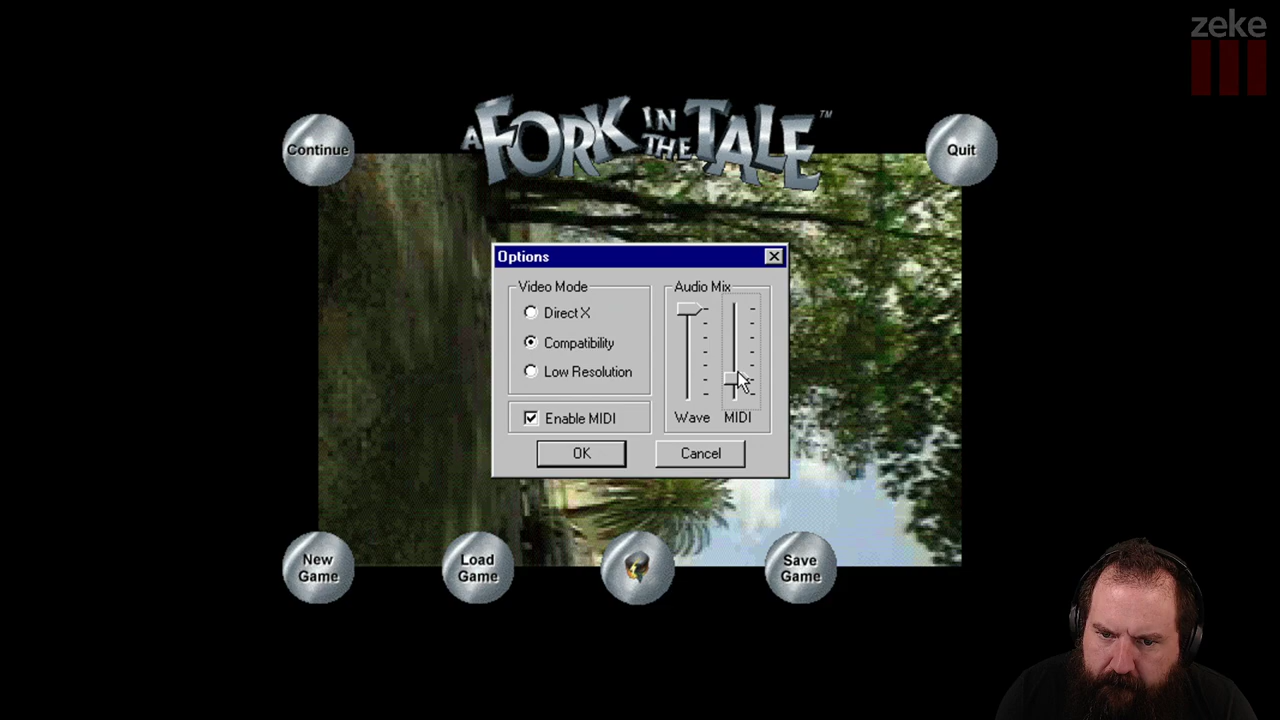 zeke
A FORK IN THE TALE™
Continue
Quit
Options
Video Mode
Direct X
Compatibility
Low Resolution
Enable MIDI
Audio Mix
Wave MIDI
OK Cancel
New
Game
Load
Game
Save
Game